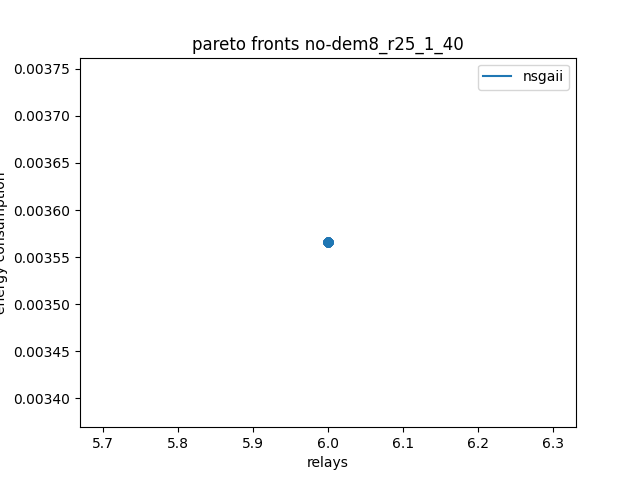 pareto fronts no-dem8_r25_1_40
nsgaii
0.00375
0.00370
0.00365
0.00360
0.00355
0.00350
0.00345
0.00340
energy consumption
5.7 5.8 5.9 6.0 6.1 6.2 6.3
relays